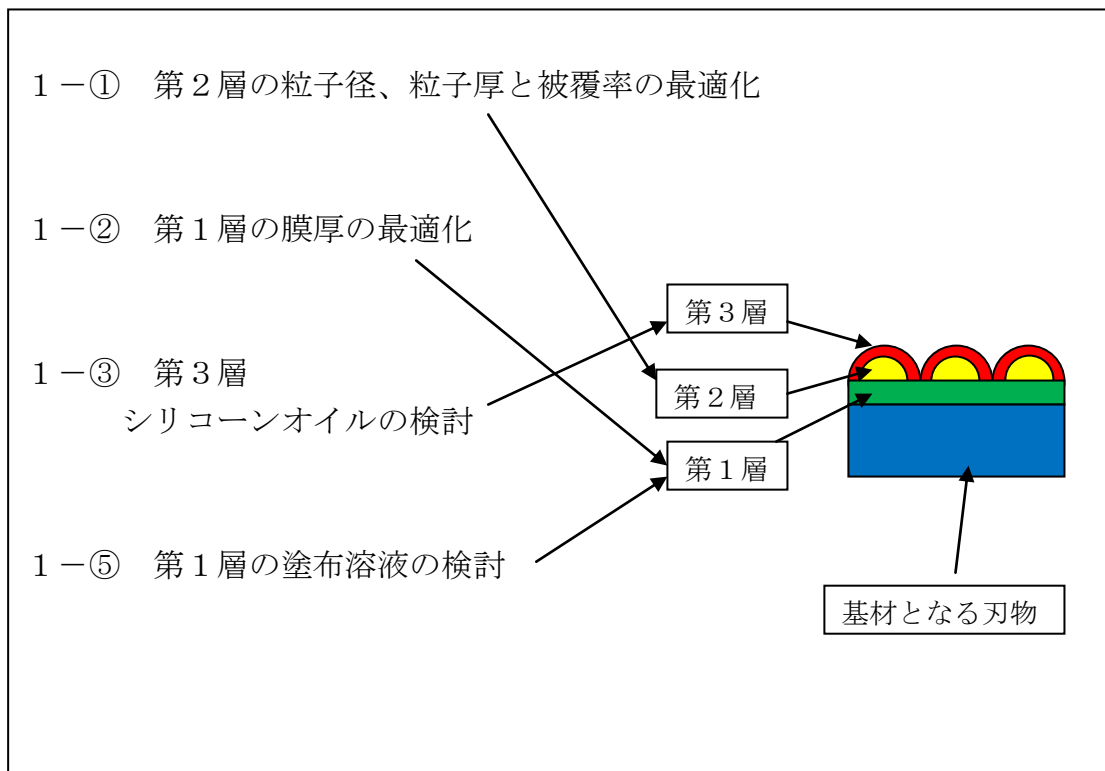 １－①　第２層の粒子径、粒子厚と被覆率の最適化
１－②　第１層の膜厚の最適化
１－③　第３層
シリコーンオイルの検討
１－⑤　第１層の塗布溶液の検討
第３層
第２層
第１層
基材となる刃物